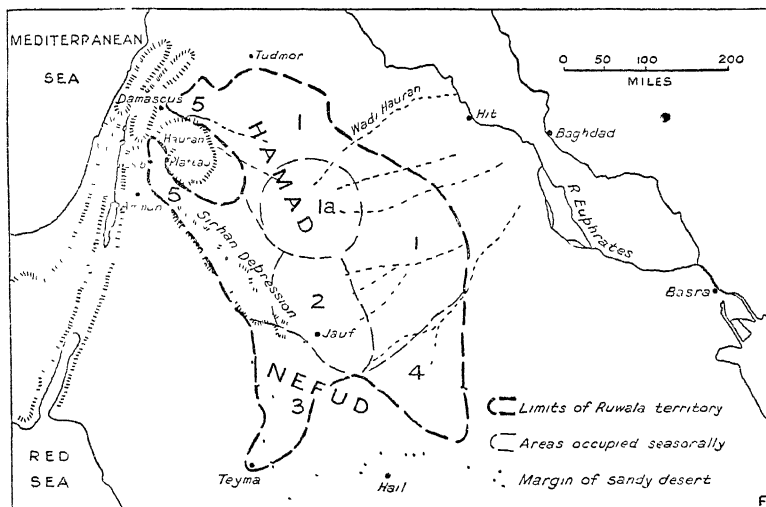 MEDITERPANEAN
SEA
Tudmor
0 50 100 200
MILES
Damascus
5
1
Wadi Hauran
Hit
Baghdad
Hauran
Plateau
HAMAD
1a
5
Sirhan Depression
1
R Euphrates
2
Basra
Jauf
NEFUD
3
4
Limits of Ruwala territory
Areas occupied seasonally
Margin of sandy desert
RED
SEA
Teyma
Hail